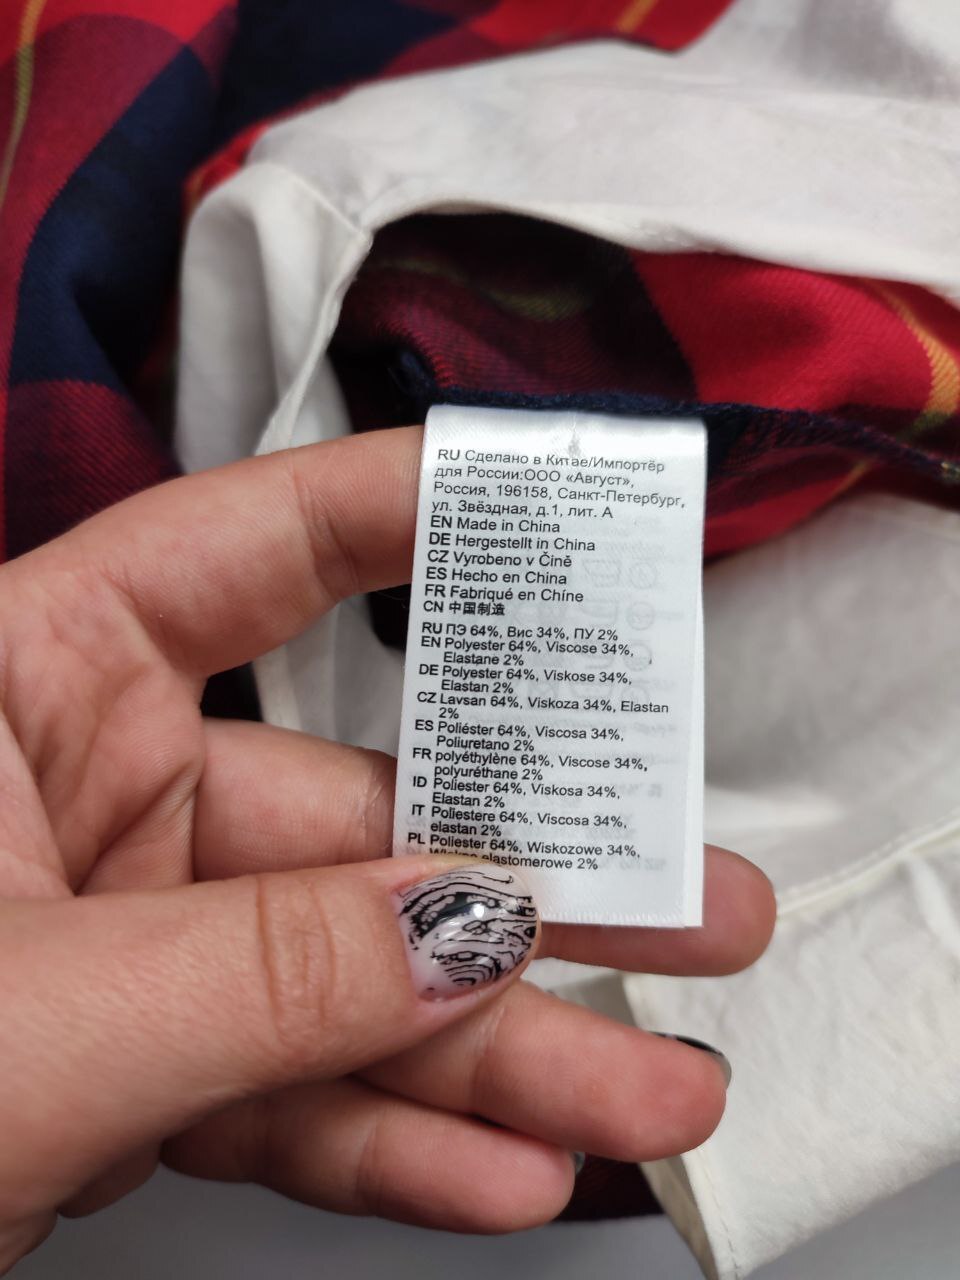 RU Сделано в Китае/Импортёр
для России:ООО «Август»,
Россия, 196158, Санкт-Петербург,
ул. Звёздная, д.1, лит. А
EN Made in China
DE Hergestellt in China
CZ Vyrobeno v Čině
ES Hecho en China
FR Fabriqué en Chíne
CN 中国制造
RU ПЭ 64%, Вис 34%, ПУ 2%
EN Polyester 64%, Viscose 34%,
Elastane 2%
DE Polyester 64%, Viskose 34%,
Elastan 2%
CZ Lavsan 64%, Viskoza 34%, Elastan
2%
ES Poliéster 64%, Viscosa 34%,
Poliuretano 2%
FR polyéthylène 64%, Viscose 34%,
polyuréthane 2%
ID Poliester 64%, Viskosa 34%,
Elastan 2%
IT Poliestere 64%, Viscosa 34%,
elastan 2%
PL Poliester 64%, Wiskozowe 34%,
elastomerowe 2%